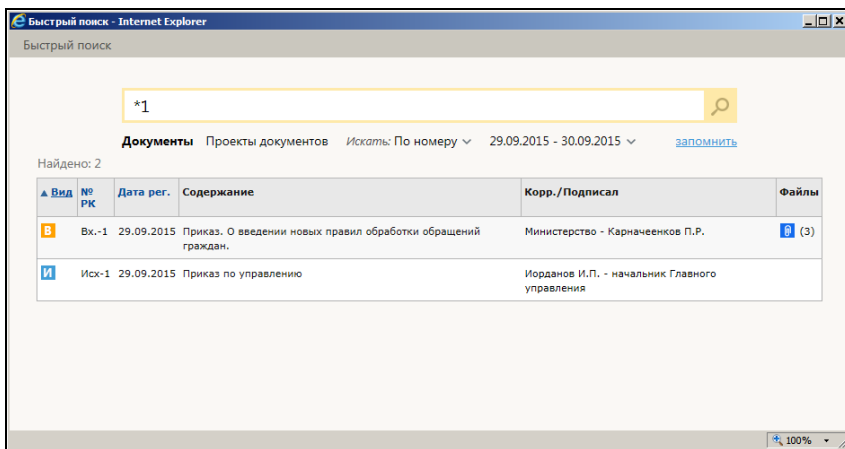 Быстрый поиск - Internet Explorer
Быстрый поиск
*1
Документы Проекты документов Искать: По номеру 29.09.2015 - 30.09.2015 запомнить
Найдено: 2
▲ Вид № РК Дата рег. Содержание Корр./Подписал Файлы
В Вх.-1 29.09.2015 Приказ. О введении новых правил обработки обращений Министерство - Карначеенков П.Р. (3)
граждан.
И Исх-1 29.09.2015 Приказ по управлению Иорданов И.П. - начальник Главного
управления
100%